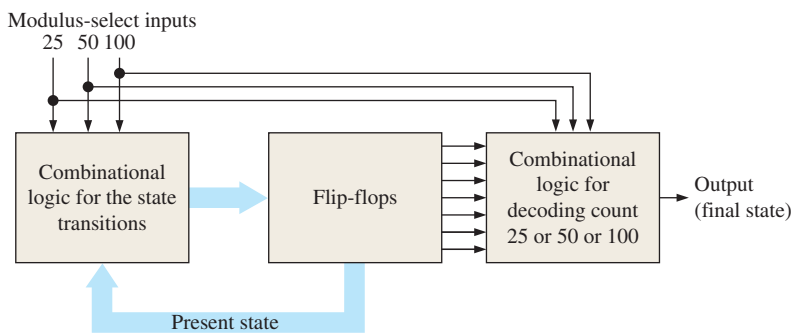 Modulus-select inputs
25 50 100
Combinational
logic for the state
transitions
Flip-flops
Combinational
logic for
decoding count
25 or 50 or 100
Output
(final state)
Present state